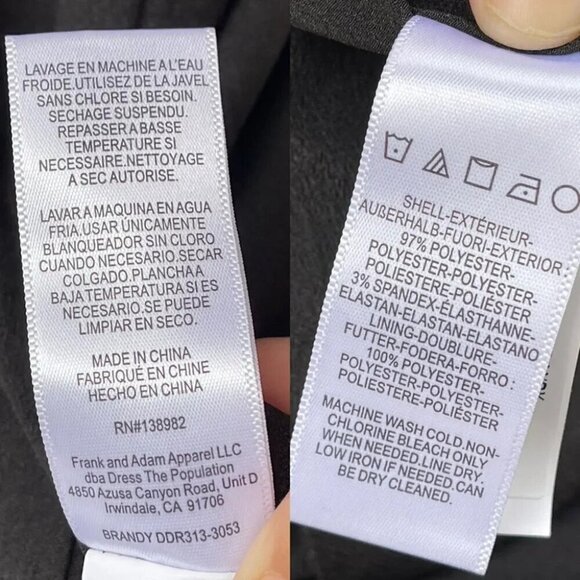 LAVAGE EN MACHINE A L'EAU
FROIDE.UTILISEZ DE LA JAVEL
SANS CHLORE SI BESOIN.
SECHAGE SUSPENDU.
REPASSER A BASSE
TEMPERATURE SI
NECESSAIRE.NETTOYAGE
A SEC AUTORISE.
LAVAR A MAQUINA EN AGUA
FRIA.USAR ÚNICAMENTE
BLANQUEADOR SIN CLORO
CUANDO NECESARIO.SECAR
COLGADO.PLANCHA A
BAJA TEMPERATURA SI ES
NECESARIO.SE PUEDE
LIMPIAR EN SECO.
MADE IN CHINA
FABRIQUÉ EN CHINE
HECHO EN CHINA
RN#138982
Frank and Adam Apparel LLC
dba Dress The Population
4850 Azusa Canyon Road, Unit D
Irwindale, CA 91706
BRANDY DDR313-3053
SHELL-EXTÉRIEUR-
AUßERHALB-FUORI-EXTERIOR
97% POLYESTER-
POLYESTER-POLYESTER-
POLIESTERE-POLIÉSTER
3% SPANDEX-ÉLASTHANNE-
ELASTAN-ELASTAN-ELASTANO
LINING-DOUBLURE-
FUTTER-FODERA-FORRO :
100% POLYESTER-
POLYESTER-POLYESTER-
POLIESTERE-POLIÉSTER
MACHINE WASH COLD.NON-
CHLORINE BLEACH ONLY
WHEN NEEDED.LINE DRY.
LOW IRON IF NEEDED.CAN
BE DRY CLEANED.